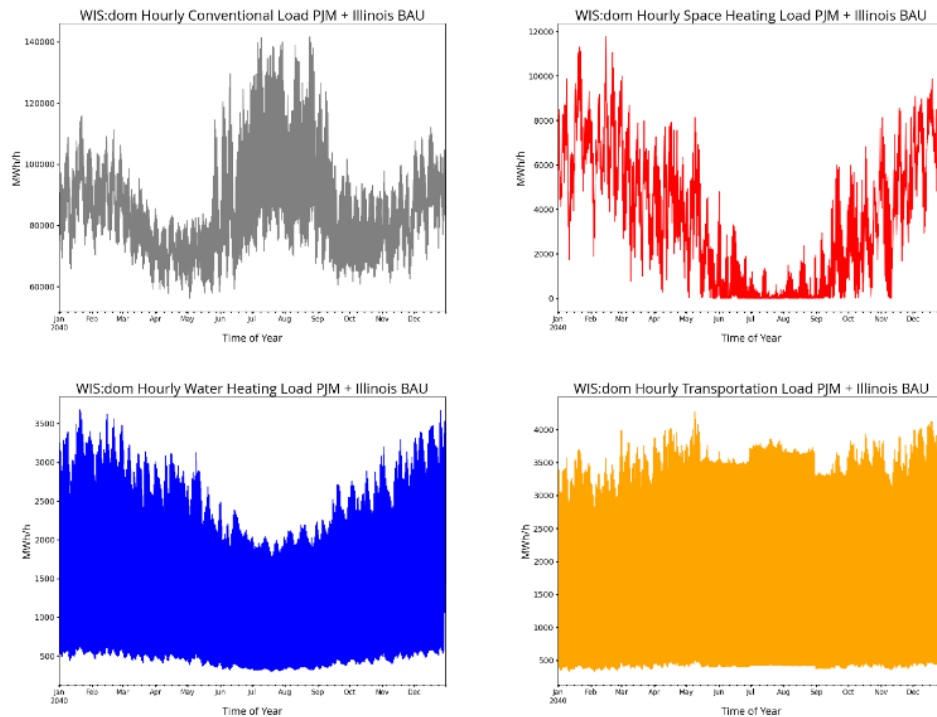 WIS:dom Hourly Conventional Load PJM + Illinois BAU
140000
120000
100000
80000
60000
MWh/h
Jan Feb Mar Apr May Jun Jul Aug Sep Oct Nov Dec
2040
Time of Year
WIS:dom Hourly Space Heating Load PJM + Illinois BAU
12000
10000
8000
6000
4000
2000
0
MWh/h
Jan Feb Mar Apr May Jun Jul Aug Sep Oct Nov Dec
2040
Time of Year
WIS:dom Hourly Water Heating Load PJM + Illinois BAU
3500
3000
2500
2000
1500
1000
500
MWh/h
Jan Feb Mar Apr May Jun Jul Aug Sep Oct Nov Dec
2040
Time of Year
WIS:dom Hourly Transportation Load PJM + Illinois BAU
4000
3500
3000
2500
2000
1500
1000
500
MWh/h
Jan Feb Mar Apr May Jun Jul Aug Sep Oct Nov Dec
2040
Time of Year